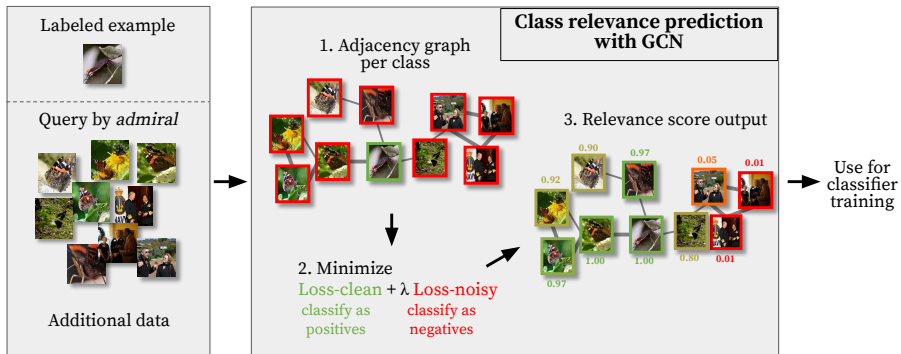 Labeled example
Query by admiral
NAVY
Additional data
Class relevance prediction
with GCN
1. Adjacency graph
per class
2. Minimize
Loss-clean + λ Loss-noisy
classify as
positives
classify as
negatives
3. Relevance score output
0.90
0.97
0.92
0.05
0.01
0.97
1.00
1.00
0.80
0.01
Use for
classifier
training